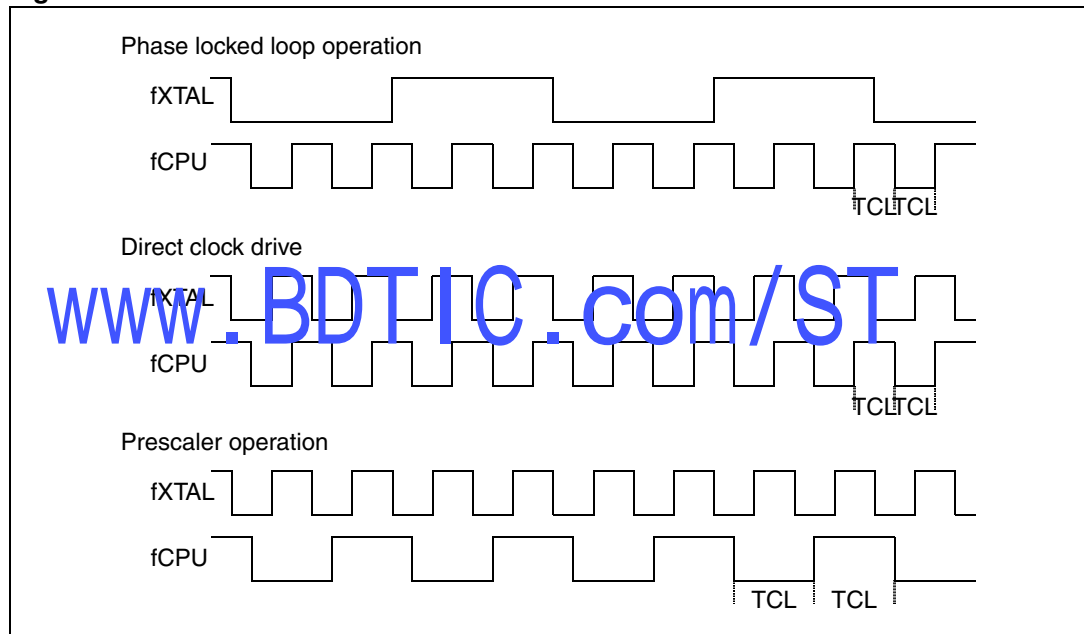 Phase locked loop operation
fXTAL
fCPU
TCL TCL
Direct clock drive
fXTAL
www.BDTIC.com/ST
fCPU
TCL TCL
Prescaler operation
fXTAL
fCPU
TCL TCL